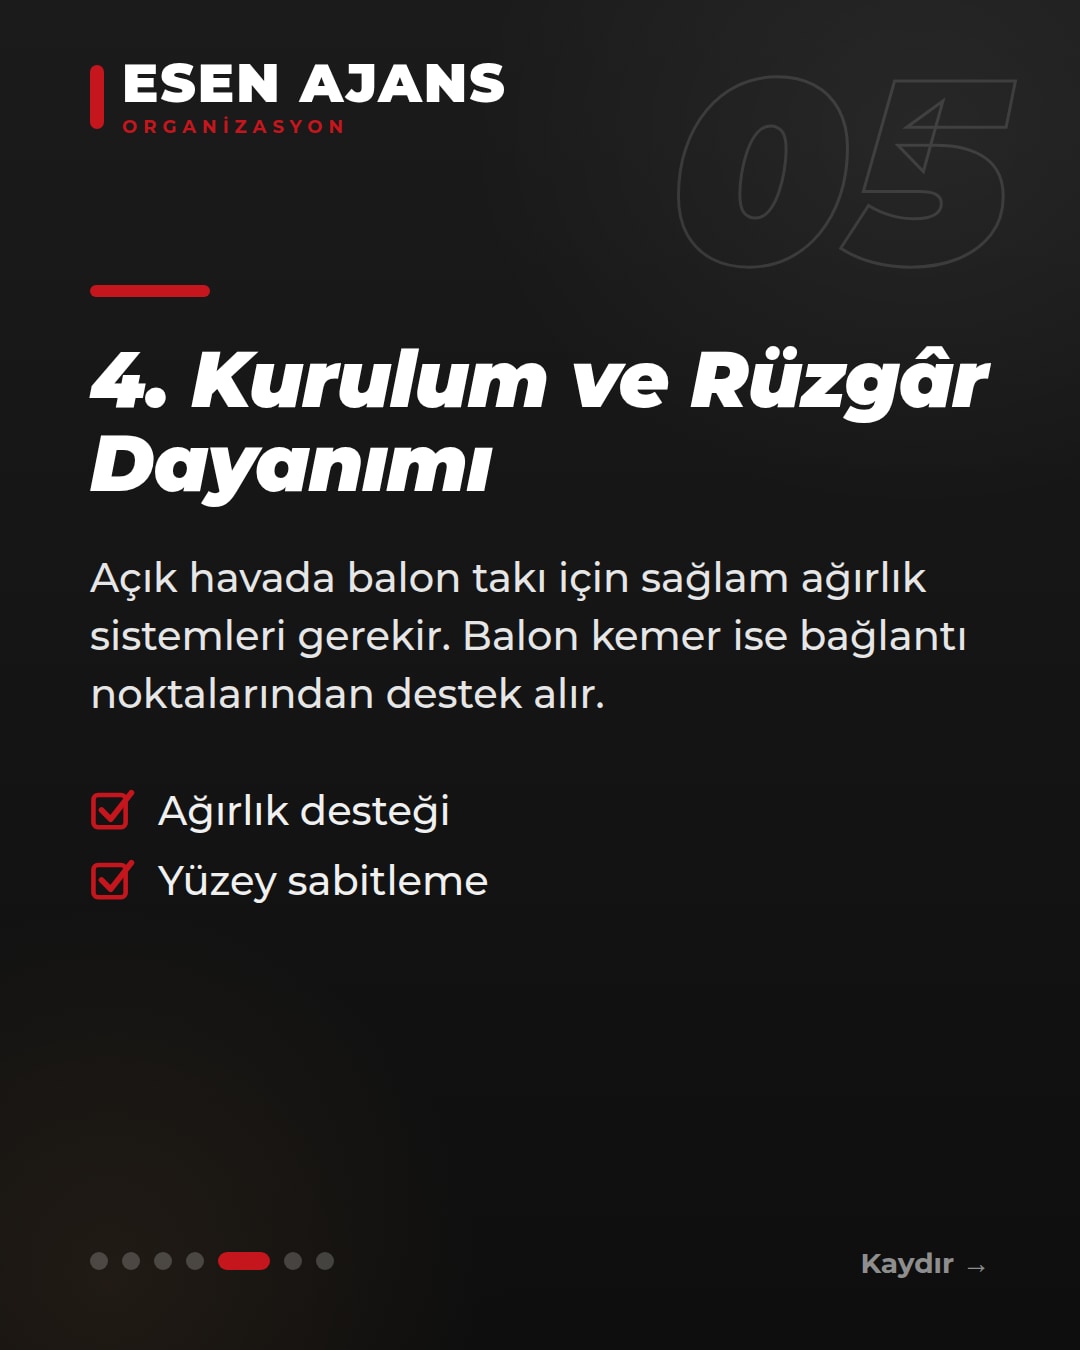 ESEN AJANS
ORGANİZASYON
05
4. Kurulum ve Rüzgâr
Dayanımı
Açık havada balon takı için sağlam ağırlık
sistemleri gerekir. Balon kemer ise bağlantı
noktalarından destek alır.
Ağırlık desteği
Yüzey sabitleme
Kaydır →